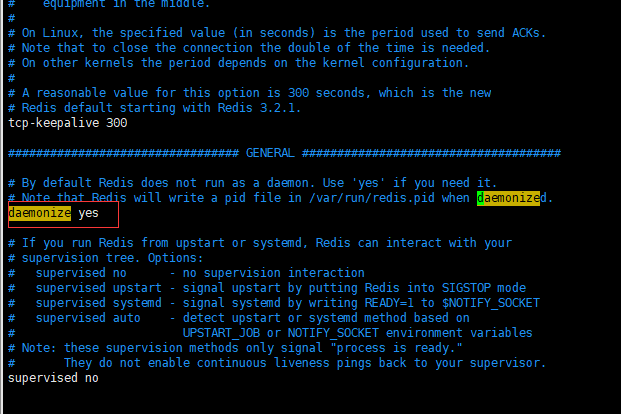 #    equipment in the middle.
#
# On Linux, the specified value (in seconds) is the period used to send ACKs.
# Note that to close the connection the double of the time is needed.
# On other kernels the period depends on the kernel configuration.
#
# A reasonable value for this option is 300 seconds, which is the new
# Redis default starting with Redis 3.2.1.
tcp-keepalive 300
################################# GENERAL #####################################
# By default Redis does not run as a daemon. Use 'yes' if you need it.
# Note that Redis will write a pid file in /var/run/redis.pid when daemonized.
daemonize yes
# If you run Redis from upstart or systemd, Redis can interact with your
# supervision tree. Options:
#   supervised no      - no supervision interaction
#   supervised upstart - signal upstart by putting Redis into SIGSTOP mode
#   supervised systemd - signal systemd by writing READY=1 to $NOTIFY_SOCKET
#   supervised auto    - detect upstart or systemd method based on
#                        UPSTART_JOB or NOTIFY_SOCKET environment variables
# Note: these supervision methods only signal "process is ready."
#       They do not enable continuous liveness pings back to your supervisor.
supervised no